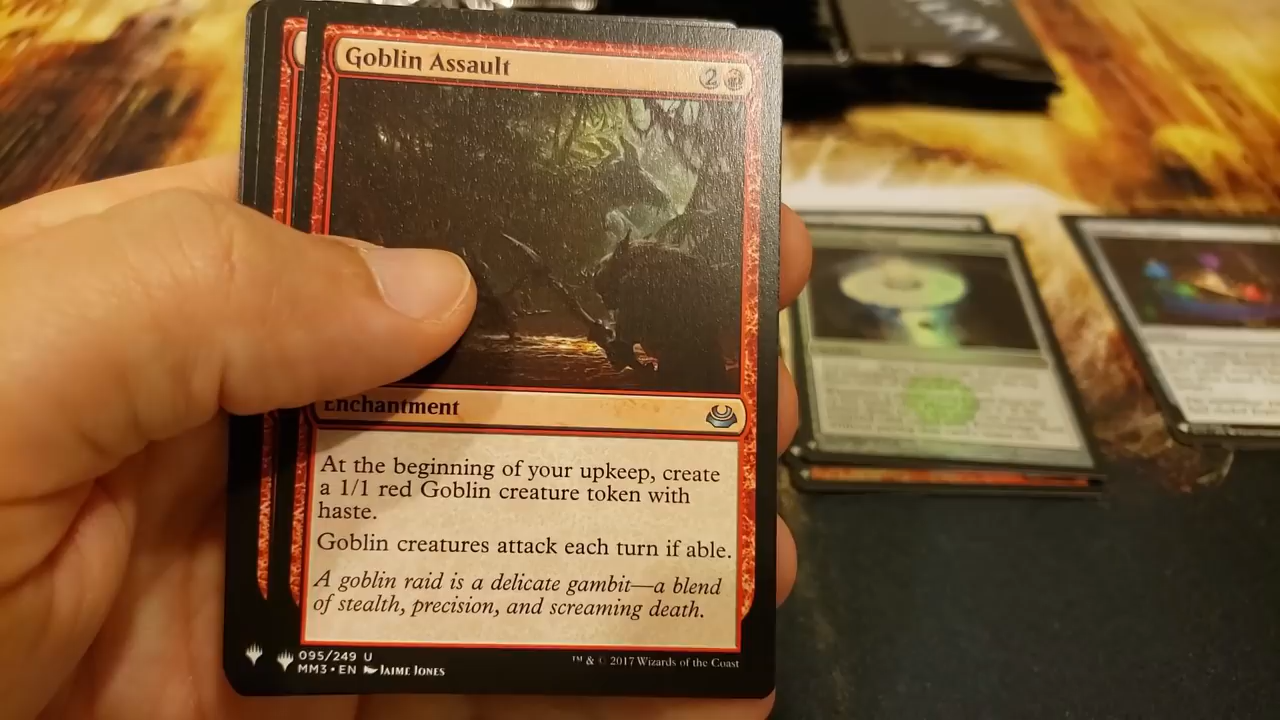 Goblin Assault 2
Enchantment
At the beginning of your upkeep, create
a 1/1 red Goblin creature token with
haste.
Goblin creatures attack each turn if able.
A goblin raid is a delicate gambit—a blend
of stealth, precision, and screaming death.
095/249 U
MM3 • EN JAIME JONES
™ & © 2017 Wizards of the Coast